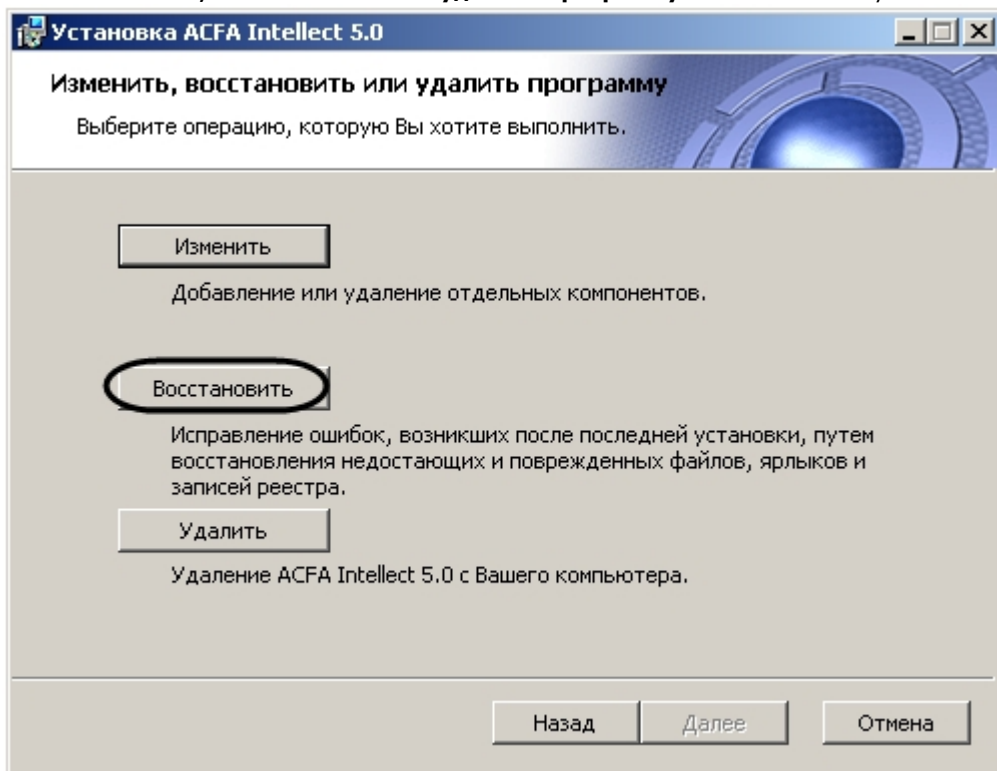 Установка ACFA Intellect 5.0
Изменить, восстановить или удалить программу
Выберите операцию, которую Вы хотите выполнить.
Изменить
Добавление или удаление отдельных компонентов.
Восстановить
Исправление ошибок, возникших после последней установки, путем
восстановления недостающих и поврежденных файлов, ярлыков и
записей реестра.
Удалить
Удаление ACFA Intellect 5.0 с Вашего компьютера.
Назад Далее Отмена